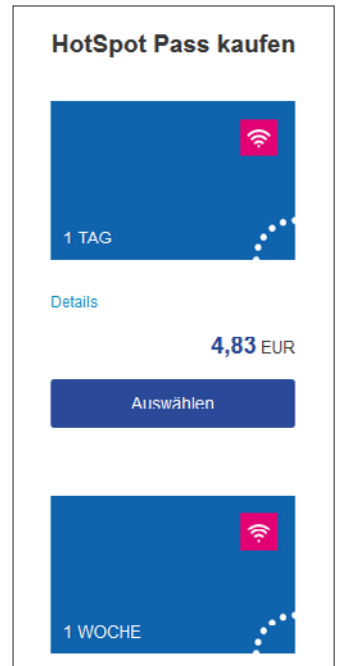 HotSpot Pass kaufen
1 TAG
Details
4,83 EUR
Auswählen
1 WOCHE